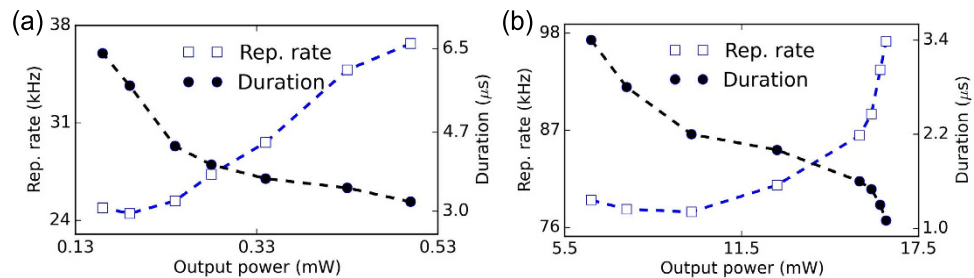 (a)
38
31
24
Rep. rate (kHz)
Rep. rate
Duration
6.5
4.7
3.0
Duration (μs)
0.13
0.33
0.53
Output power (mW)
(b)
98
87
76
Rep. rate (kHz)
Rep. rate
Duration
3.4
2.2
1.0
Duration (μs)
5.5
11.5
17.5
Output power (mW)